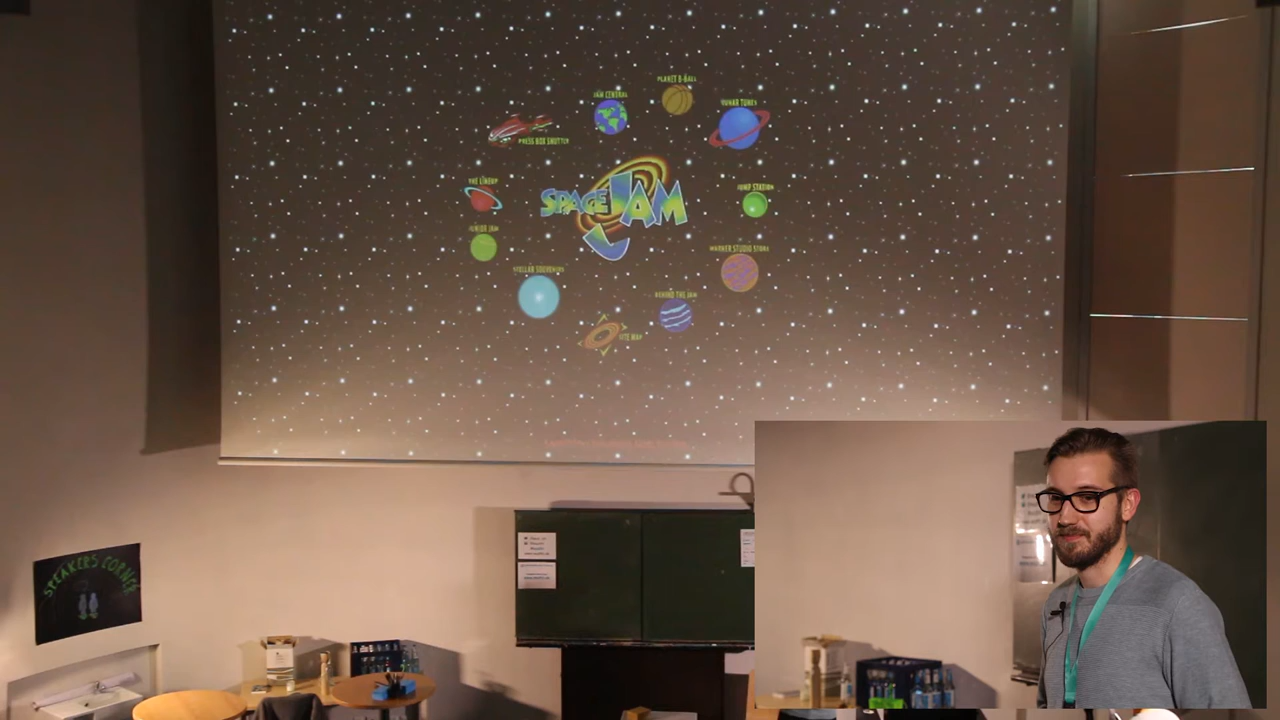 PLANET B-BALL
JAM CENTRAL
LUNAR TUNES
PRESS BOX SHUTTLE
THE LINEUP
JUMP STATION
SPACE JAM
JUNIOR JAM
WARNER STUDIO STORE
STELLAR SOUVENIRS
BEHIND THE JAM
SITE MAP
SPEAKERS CORNER